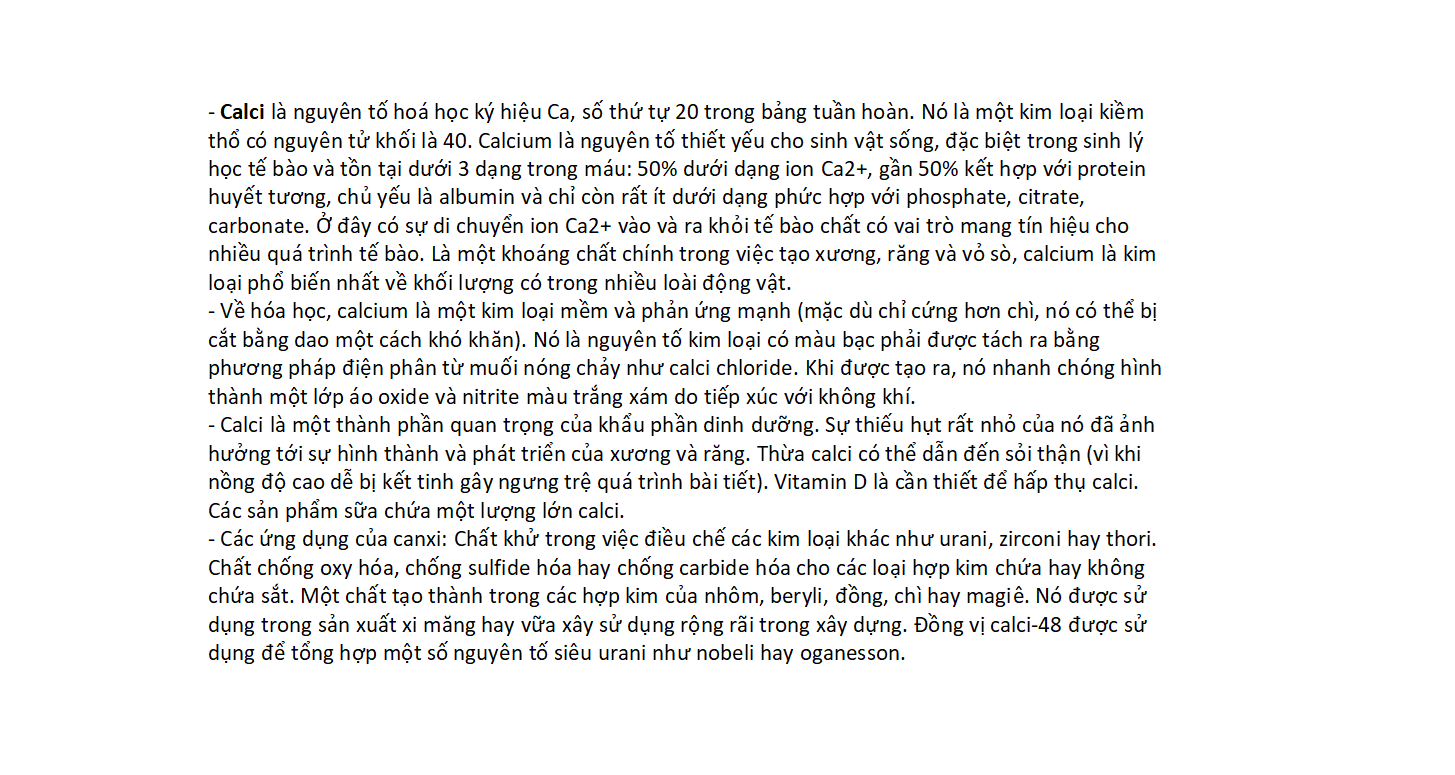 - Calci là nguyên tố hoá học ký hiệu Ca, số thứ tự 20 trong bảng tuần hoàn. Nó là một kim loại kiềm
thổ có nguyên tử khối là 40. Calcium là nguyên tố thiết yếu cho sinh vật sống, đặc biệt trong sinh lý
học tế bào và tồn tại dưới 3 dạng trong máu: 50% dưới dạng ion Ca2+, gần 50% kết hợp với protein
huyết tương, chủ yếu là albumin và chỉ còn rất ít dưới dạng phức hợp với phosphate, citrate,
carbonate. Ở đây có sự di chuyển ion Ca2+ vào và ra khỏi tế bào chất có vai trò mang tín hiệu cho
nhiều quá trình tế bào. Là một khoáng chất chính trong việc tạo xương, răng và vỏ sò, calcium là kim
loại phổ biến nhất về khối lượng có trong nhiều loài động vật.
- Về hóa học, calcium là một kim loại mềm và phản ứng mạnh (mặc dù chỉ cứng hơn chì, nó có thể bị
cắt bằng dao một cách khó khăn). Nó là nguyên tố kim loại có màu bạc phải được tách ra bằng
phương pháp điện phân từ muối nóng chảy như calci chloride. Khi được tạo ra, nó nhanh chóng hình
thành một lớp áo oxide và nitrite màu trắng xám do tiếp xúc với không khí.
- Calci là một thành phần quan trọng của khẩu phần dinh dưỡng. Sự thiếu hụt rất nhỏ của nó đã ảnh
hưởng tới sự hình thành và phát triển của xương và răng. Thừa calci có thể dẫn đến sỏi thận (vì khi
nồng độ cao dễ bị kết tinh gây ngưng trệ quá trình bài tiết). Vitamin D là cần thiết để hấp thụ calci.
Các sản phẩm sữa chứa một lượng lớn calci.
- Các ứng dụng của canxi: Chất khử trong việc điều chế các kim loại khác như urani, zirconi hay thori.
Chất chống oxy hóa, chống sulfide hóa hay chống carbide hóa cho các loại hợp kim chứa hay không
chứa sắt. Một chất tạo thành trong các hợp kim của nhôm, beryli, đồng, chì hay magiê. Nó được sử
dụng trong sản xuất xi măng hay vữa xây sử dụng rộng rãi trong xây dựng. Đồng vị calci-48 được sử
dụng để tổng hợp một số nguyên tố siêu urani như nobeli hay oganesson.